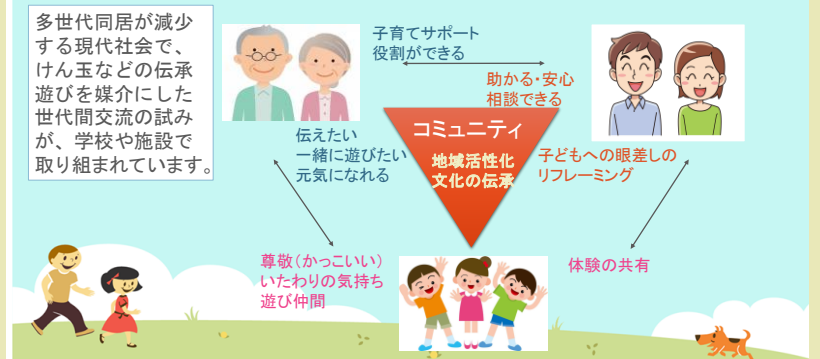 多世代同居が減少
する現代社会で、
けん玉などの伝承
遊びを媒介にした
世代間交流の試み
が、学校や施設で
取り組まれています。
子育てサポート
役割ができる
助かる・安心
相談できる
コミュニティ
地域活性化
文化の伝承
伝えたい
一緒に遊びたい
元気になれる
子どもへの眼差しの
リフレーミング
尊敬(かっこいい)
いたわりの気持ち
遊び仲間
体験の共有